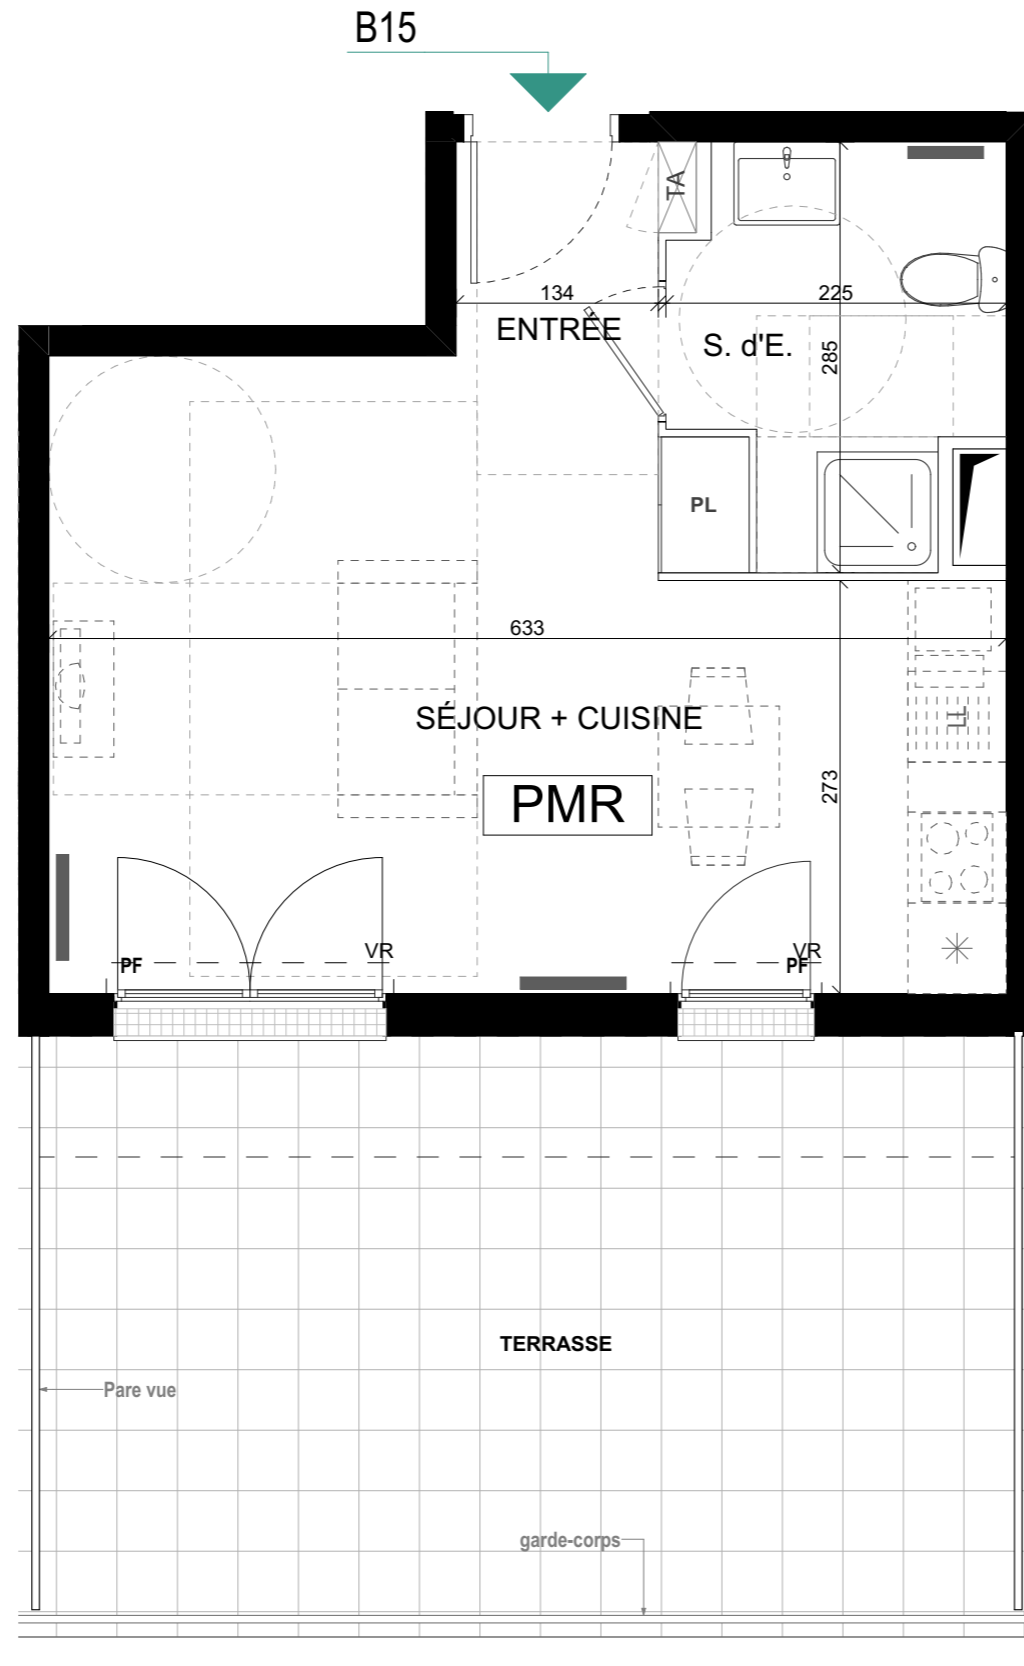 B15
TA
134
225
ENTRÉE
S. d'E.
285
PL
633
SÉJOUR + CUISINE
LL
PMR
273
VR
PF
VR
PF
TERRASSE
Pare vue
garde-corps